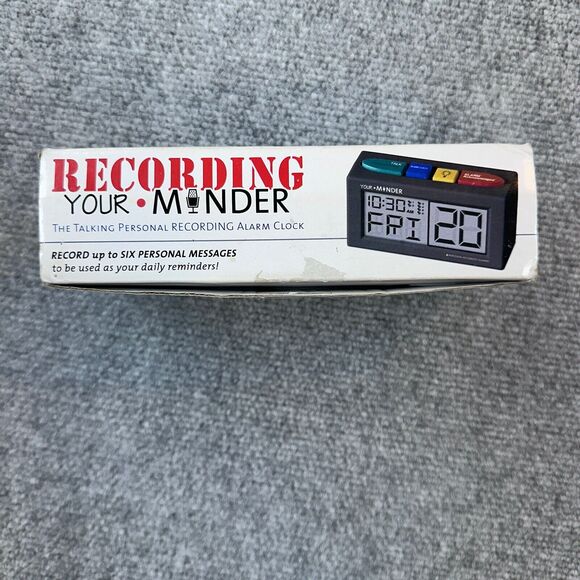 RECORDING
YOUR • MINDER
THE TALKING PERSONAL RECORDING ALARM CLOCK
RECORD up to SIX PERSONAL MESSAGES
to be used as your daily reminders!
TALK
YOUR • MINDER
10:30
AM
FRI 20